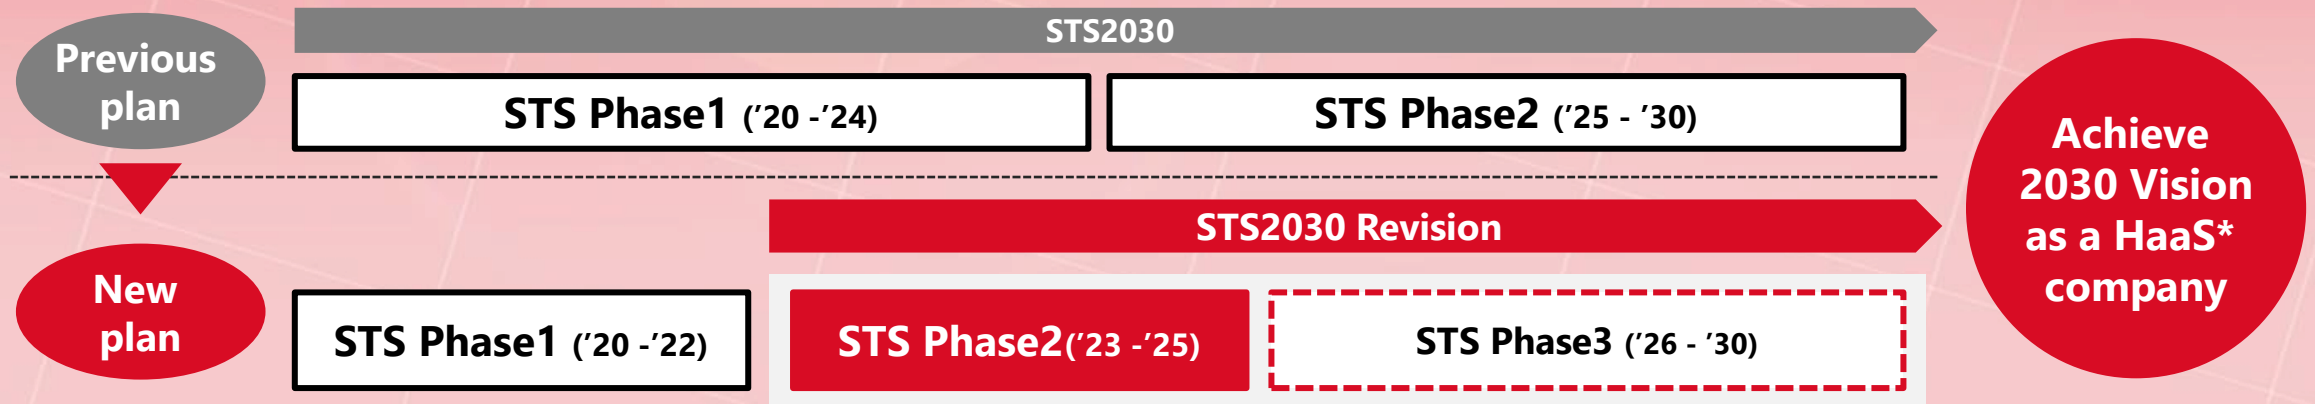 Previous
plan
STS2030
STS Phase1 (’20 -’24)
STS Phase2 (’25 - ’30)
New
plan
STS2030 Revision
STS Phase1 (’20 -’22)
STS Phase2(’23 -’25)
STS Phase3 (’26 - ’30)
Achieve
2030 Vision
as a HaaS*
company